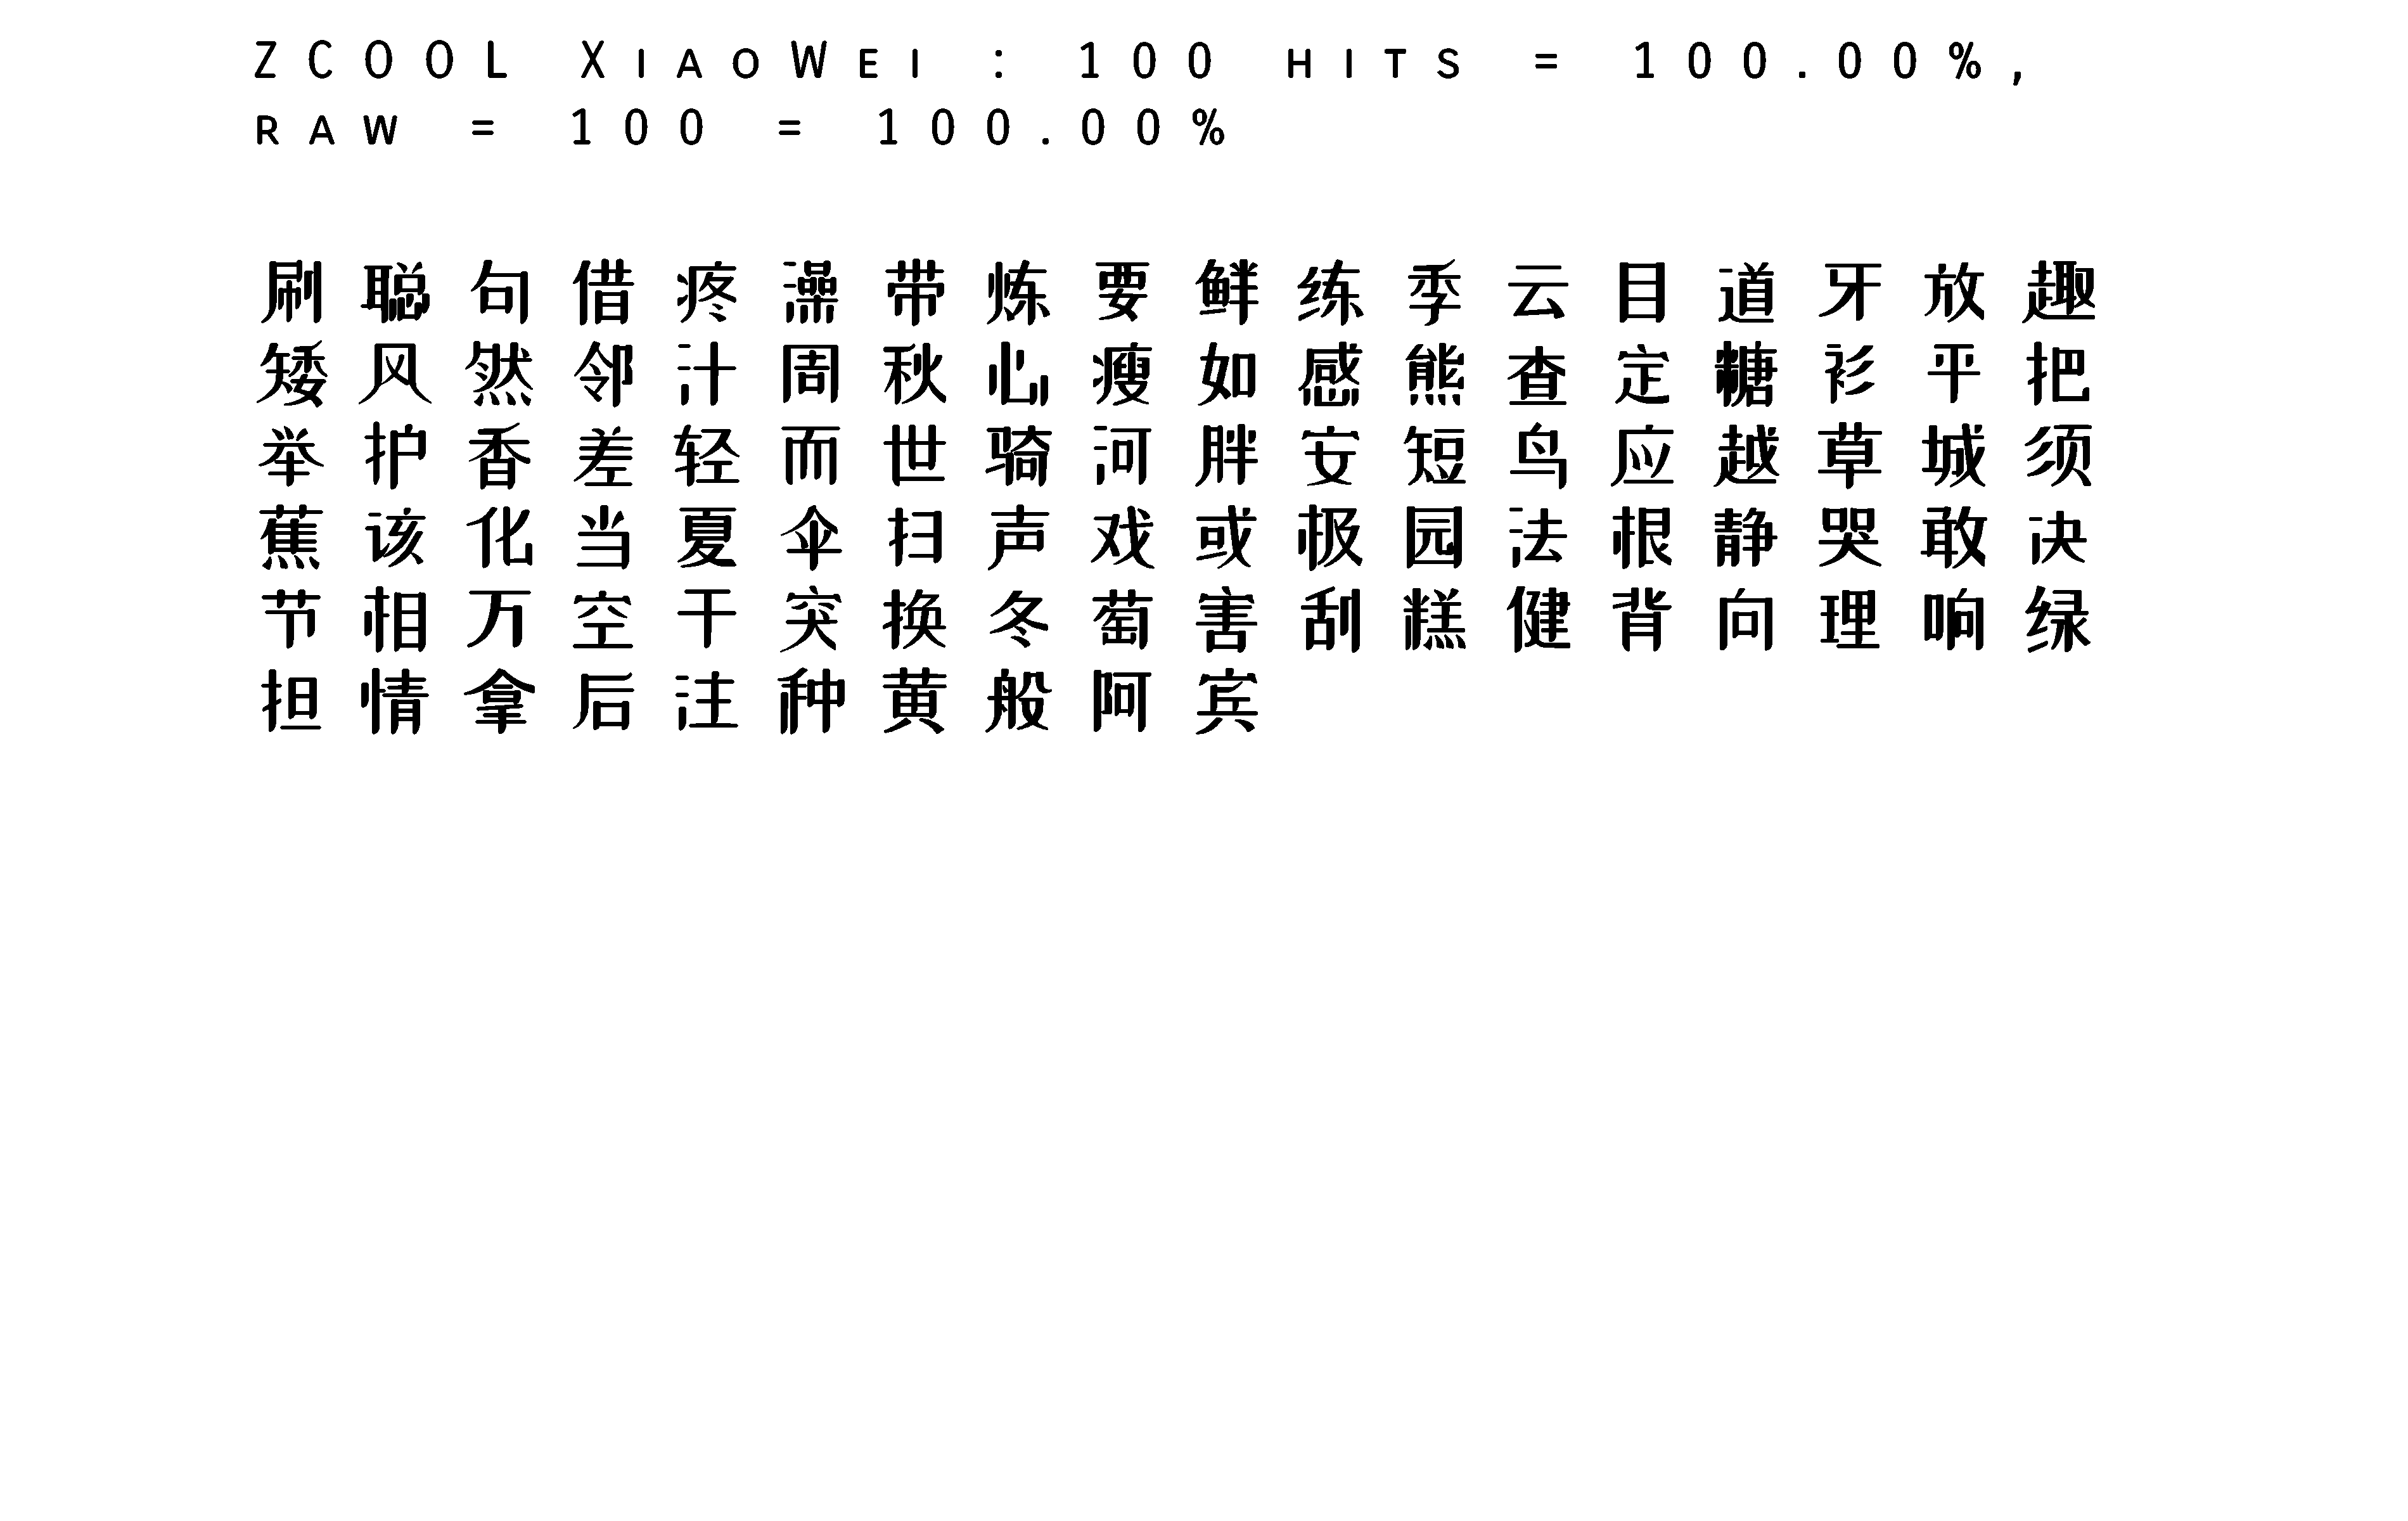 ZCOOL XiaoWei : 100 hits = 100.00%,
raw = 100 = 100.00%
刷聪句借疼澡带炼要鲜练季云目道牙放趣
矮风然邻汁周秋心瘦如感熊查定糖衫平把
举护香差轻而世骑河胖安短鸟应越草城须
蕉该化当夏伞扫声戏或极园法根静哭敢决
节相万空干突换冬萄害刮糕健背向理响绿
担情拿后注种黄般阿宾